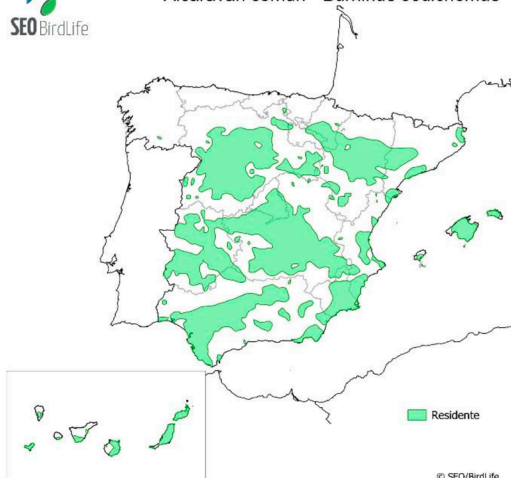 Alcaraván común - Burhinus oedicnemus
SEO BirdLife
Residente
© SEO/BirdLife